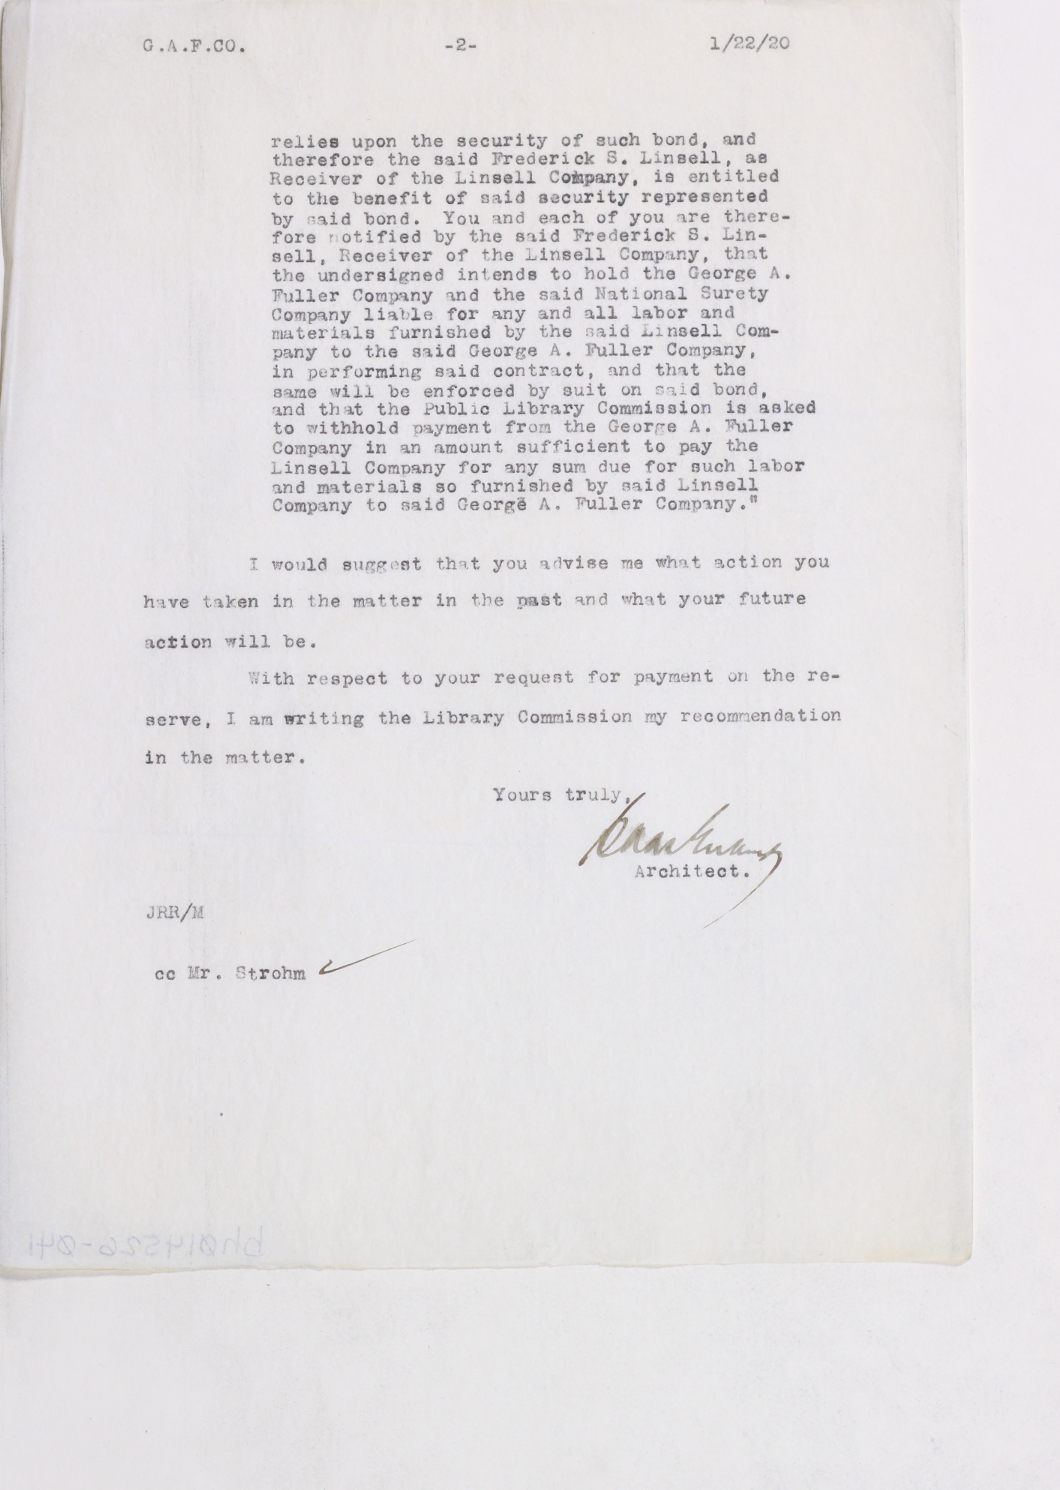 G.A.F.CO. -2- 1/22/20
relies upon the security of such bond, and
therefore the said Frederick S. Linsell, as
Receiver of the Linsell Company, is entitled
to the benefit of said security represented
by said bond. You and each of you are there-
fore notified by the said Frederick S. Lin-
sell, Receiver of the Linsell Company, that
the undersigned intends to hold the George A.
Fuller Company and the said National Surety
Company liable for any and all labor and
materials furnished by the said Linsell Com-
pany to the said George A. Fuller Company,
in performing said contract, and that the
same will be enforced by suit on said bond,
and that the Public Library Commission is asked
to withhold payment from the George A. Fuller
Company in an amount sufficient to pay the
Linsell Company for any sum due for such labor
and materials so furnished by said Linsell
Company to said George A. Fuller Company."
I would suggest that you advise me what action you
have taken in the matter in the past and what your future
action will be.
With respect to your request for payment on the re-
serve, I am writing the Library Commission my recommendation
in the matter.
Yours truly,
Architect.
JRR/M
cc Mr. Strohm
bh014526-041